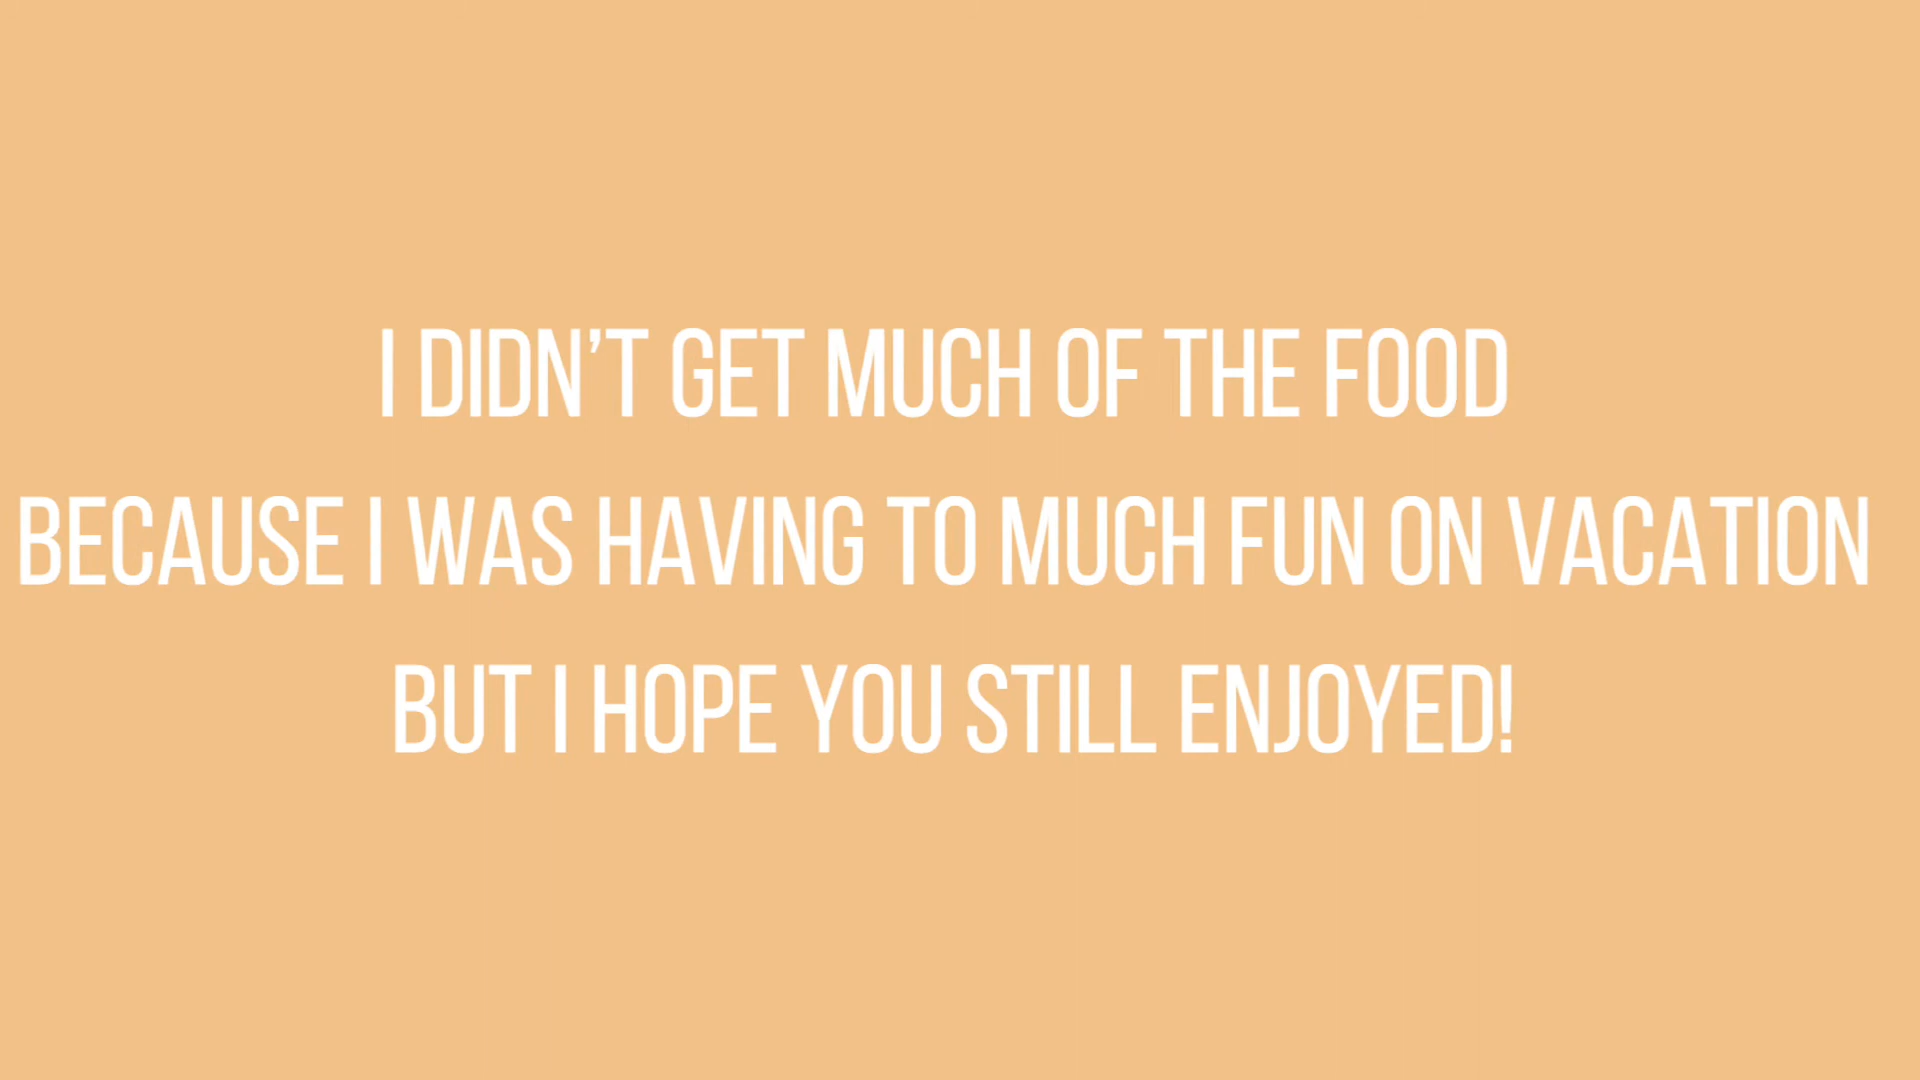 I DIDN'T GET MUCH OF THE FOOD
BECAUSE I WAS HAVING TO MUCH FUN ON VACATION
BUT I HOPE YOU STILL ENJOYED!